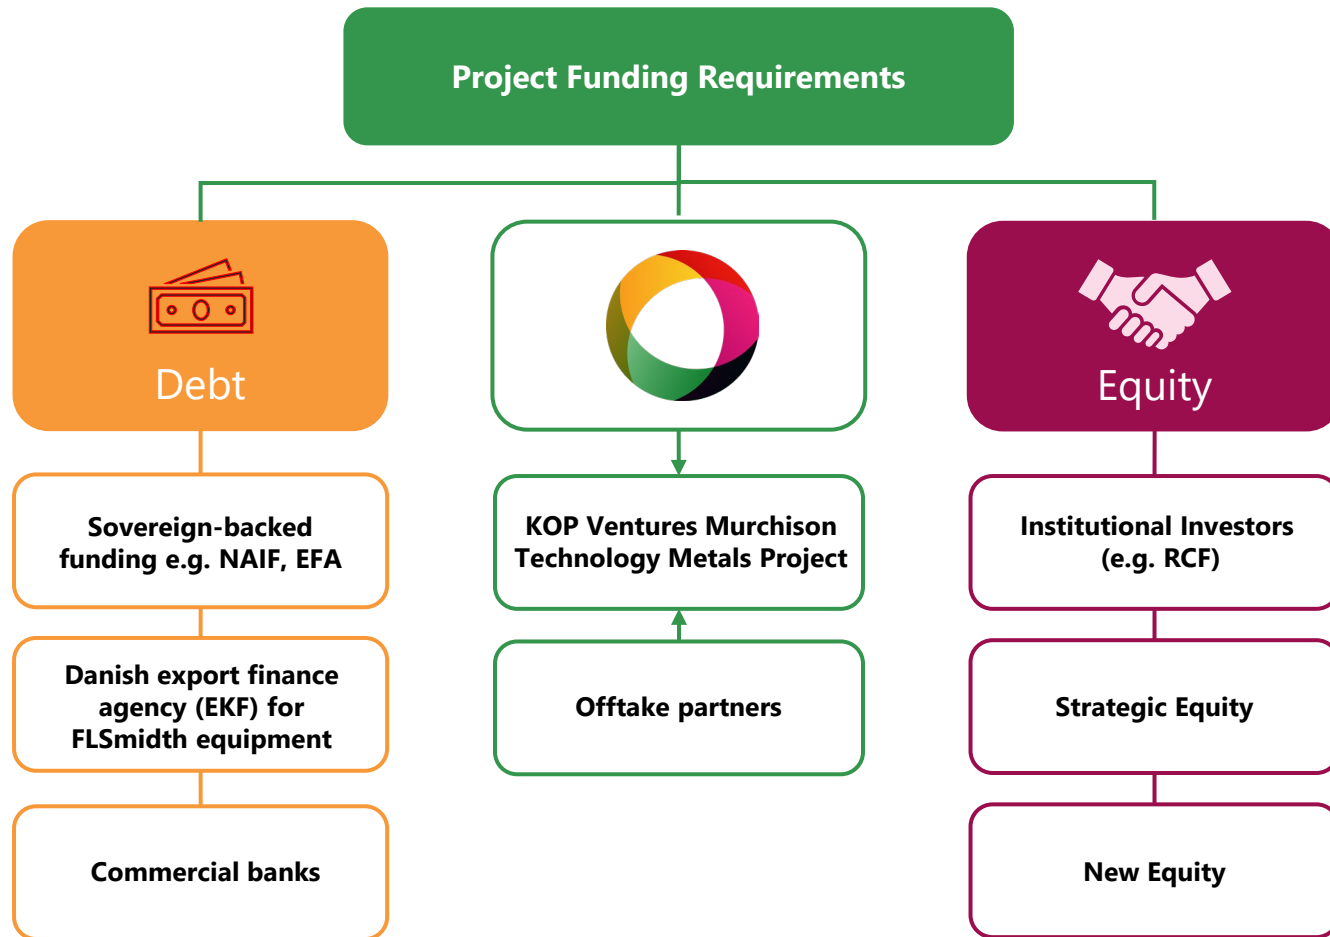 Project Funding Requirements
Debt
Sovereign-backed
funding e.g. NAIF, EFA
Danish export finance
agency (EKF) for
FLSmidth equipment
Commercial banks
KOP Ventures Murchison
Technology Metals Project
Offtake partners
Equity
Institutional Investors
(e.g. RCF)
Strategic Equity
New Equity